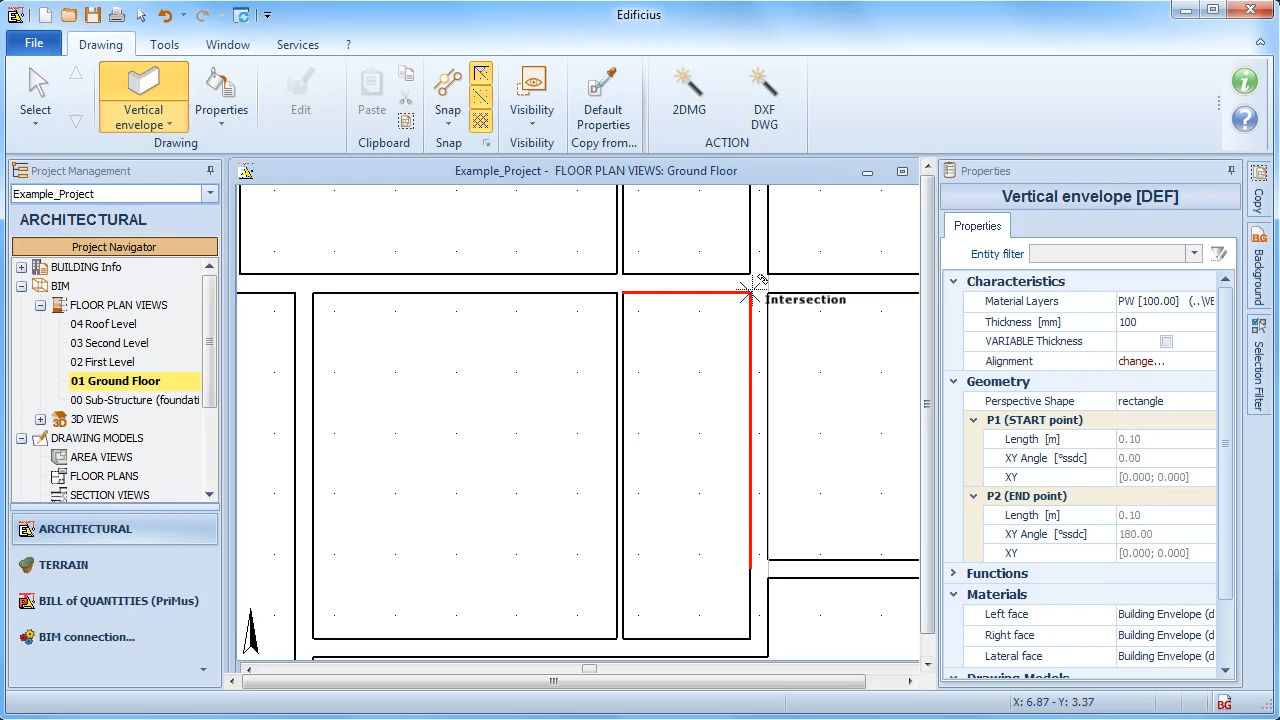 Edificius
File
Drawing
Tools
Window
Services
?
Select
Vertical envelope
Properties
Edit
Paste
Snap
Visibility
Default Properties
2DMG
DXF DWG
Drawing
Clipboard
Snap
Visibility
Copy from...
ACTION
Project Management
Example_Project
ARCHITECTURAL
Project Navigator
BUILDING Info
BIM
FLOOR PLAN VIEWS
04 Roof Level
03 Second Level
02 First Level
01 Ground Floor
00 Sub-Structure (foundati
3D VIEWS
DRAWING MODELS
AREA VIEWS
FLOOR PLANS
SECTION VIEWS
ARCHITECTURAL
TERRAIN
BILL of QUANTITIES (PriMus)
BIM connection...
Example_Project - [FLOOR PLAN VIEWS: Ground Floor]
Intersection
Properties
Vertical envelope [DEF]
Properties
Entity filter
Characteristics
Material Layers PW [100.00] (..\VE
Thickness [mm] 100
VARIABLE Thickness
Alignment change...
Geometry
Perspective Shape rectangle
P1 (START point)
Length [m] 0.10
XY Angle [°ssdc] 0.00
XY [0.000; 0.000]
P2 (END point)
Length [m] 0.10
XY Angle [°ssdc] 180.00
XY [0.000; 0.000]
Functions
Materials
Left face Building Envelope (d
Right face Building Envelope (d
Lateral face Building Envelope (d
Drawing Models
Copy
BG
Background
Selection Filter
X: 6.87 - Y: 3.37
BG